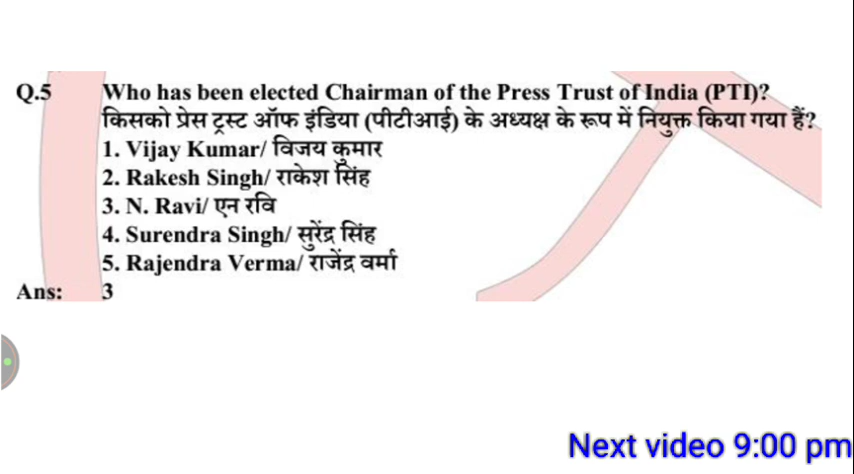 Q.5 Who has been elected Chairman of the Press Trust of India (PTI)?
किसको प्रेस ट्रस्ट ऑफ इंडिया (पीटीआई) के अध्यक्ष के रूप में नियुक्त किया गया हैं?
1. Vijay Kumar/ विजय कुमार
2. Rakesh Singh/ राकेश सिंह
3. N. Ravi/ एन रवि
4. Surendra Singh/ सुरेंद्र सिंह
5. Rajendra Verma/ राजेंद्र वर्मा
Ans: 3
Next video 9:00 pm